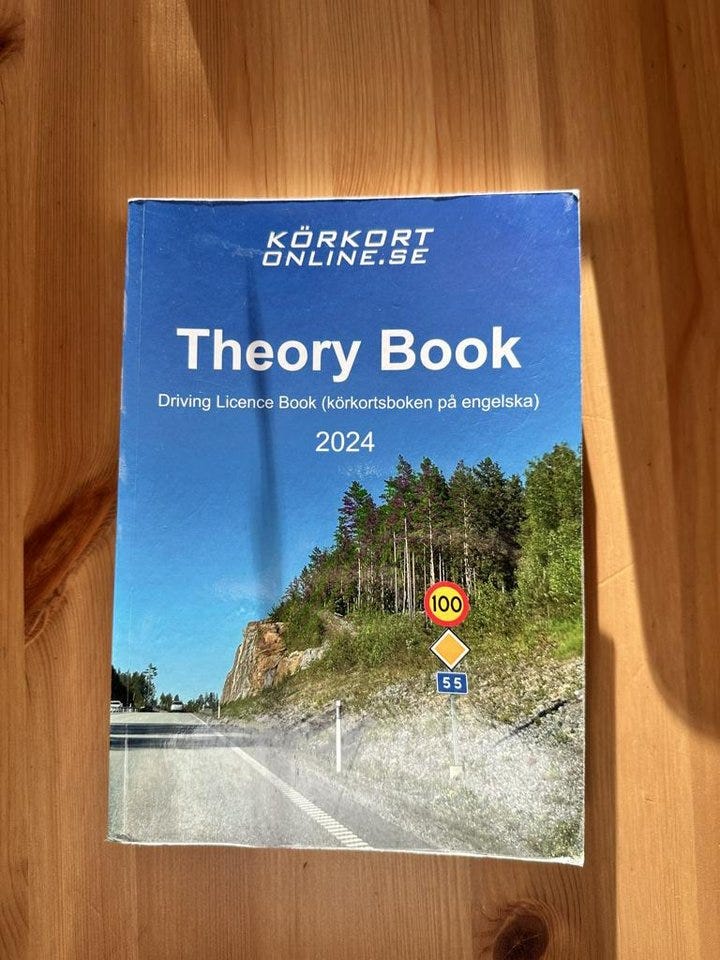 KÖRKORT
ONLINE.SE
Theory Book
Driving Licence Book (körkortsboken på engelska)
2024
100
55